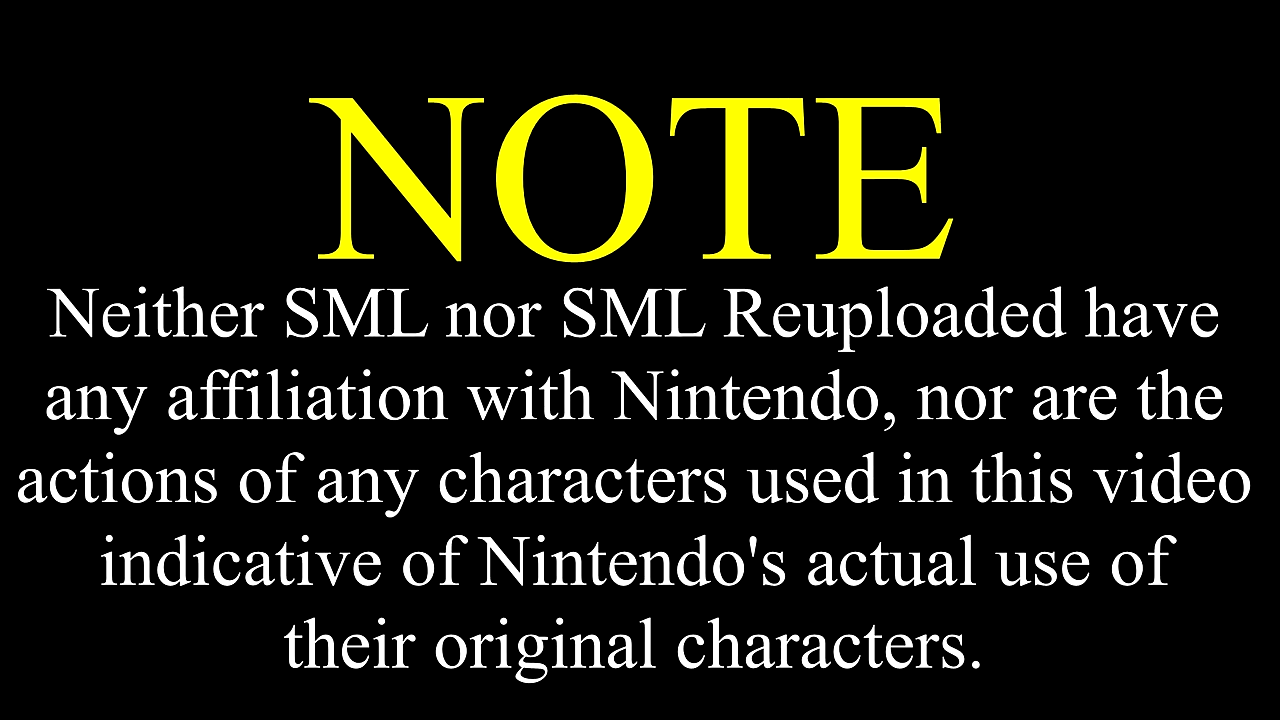 NOTE
Neither SML nor SML Reuploaded have
any affiliation with Nintendo, nor are the
actions of any characters used in this video
indicative of Nintendo's actual use of
their original characters.